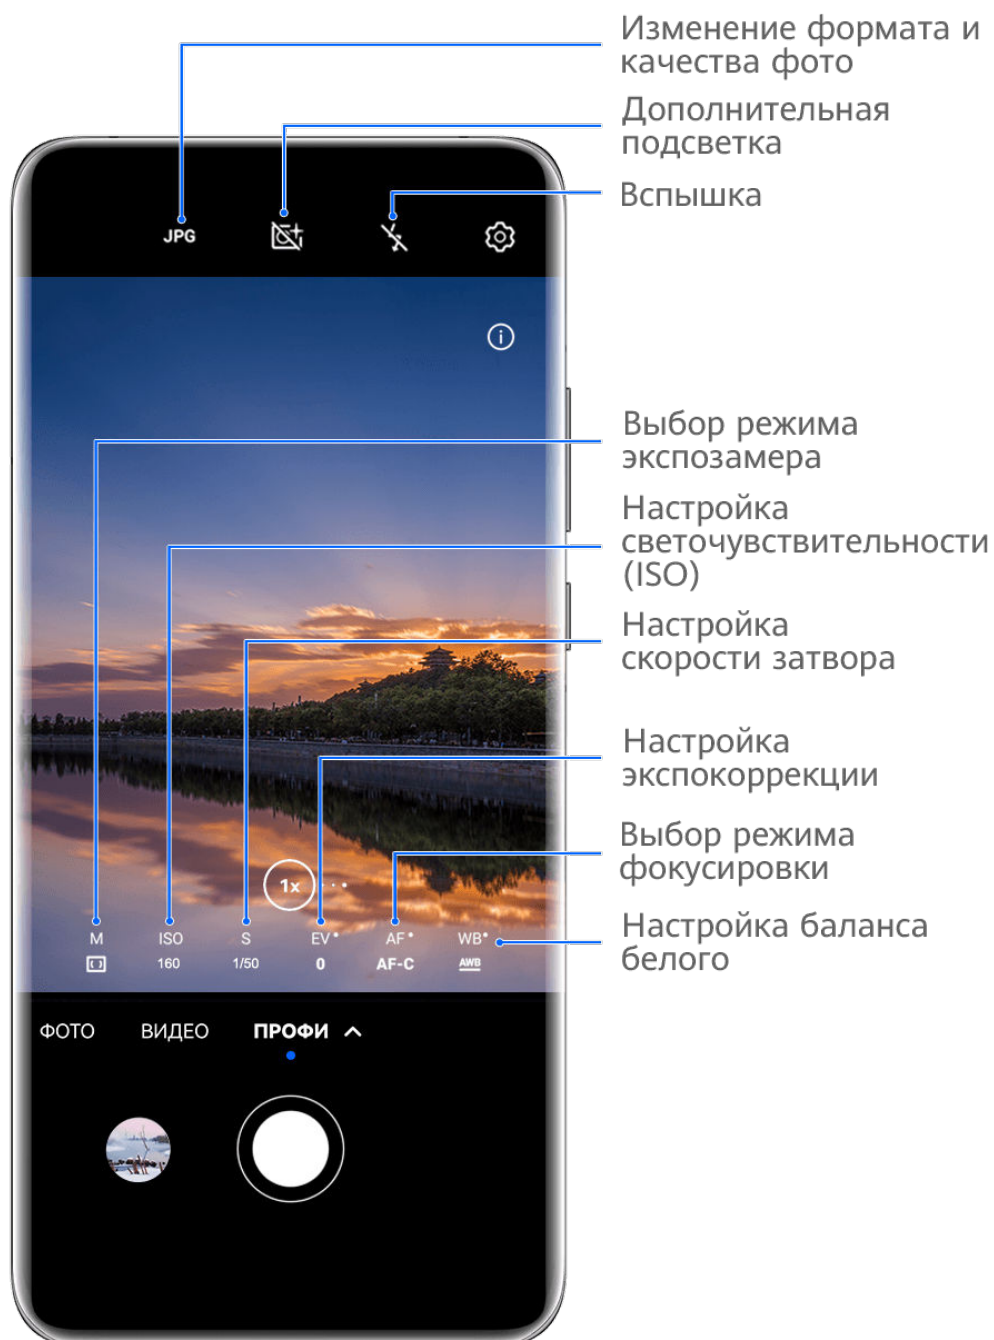 Изменение формата и
качества фото
Дополнительная
подсветка
Вспышка
JPG
Выбор режима
экспозамера
Настройка
светочувствительности
(ISO)
Настройка
скорости затвора
Настройка
экспокоррекции
Выбор режима
фокусировки
Настройка баланса
белого
1x
M ISO S EV AF WB
160 1/50 0 AF-C AWB
ФОТО ВИДЕО ПРОФИ